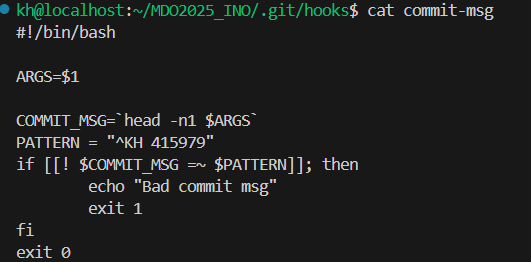 kh@localhost:~/MDO2025_INO/.git/hooks$ cat commit-msg
#!/bin/bash

ARGS=$1

COMMIT_MSG=`head -n1 $ARGS`
PATTERN = "^KH 415979"
if [[! $COMMIT_MSG =~ $PATTERN]]; then
        echo "Bad commit msg"
        exit 1
fi
exit 0